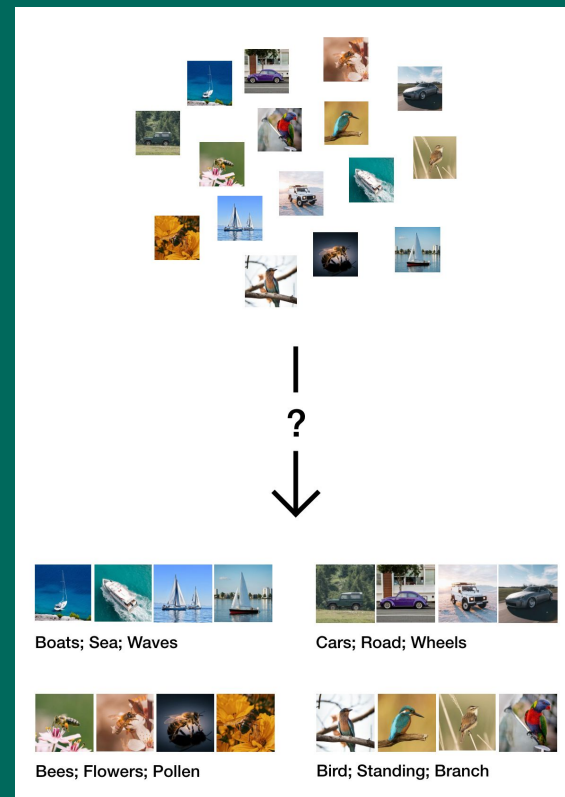 ?
Boats; Sea; Waves
Cars; Road; Wheels
Bees; Flowers; Pollen
Bird; Standing; Branch